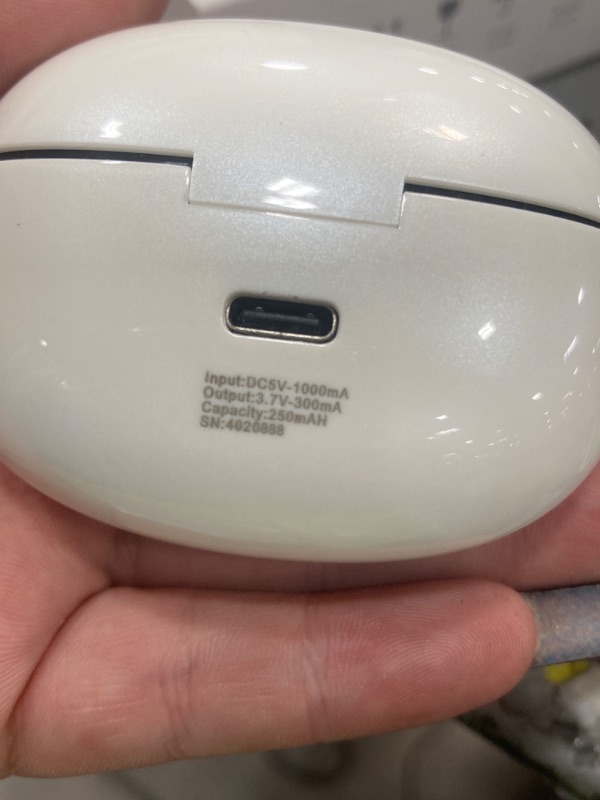 Input:DC5V-1000mA
Output:3.7V-300mA
Capacity:250mAH
SN:4020888